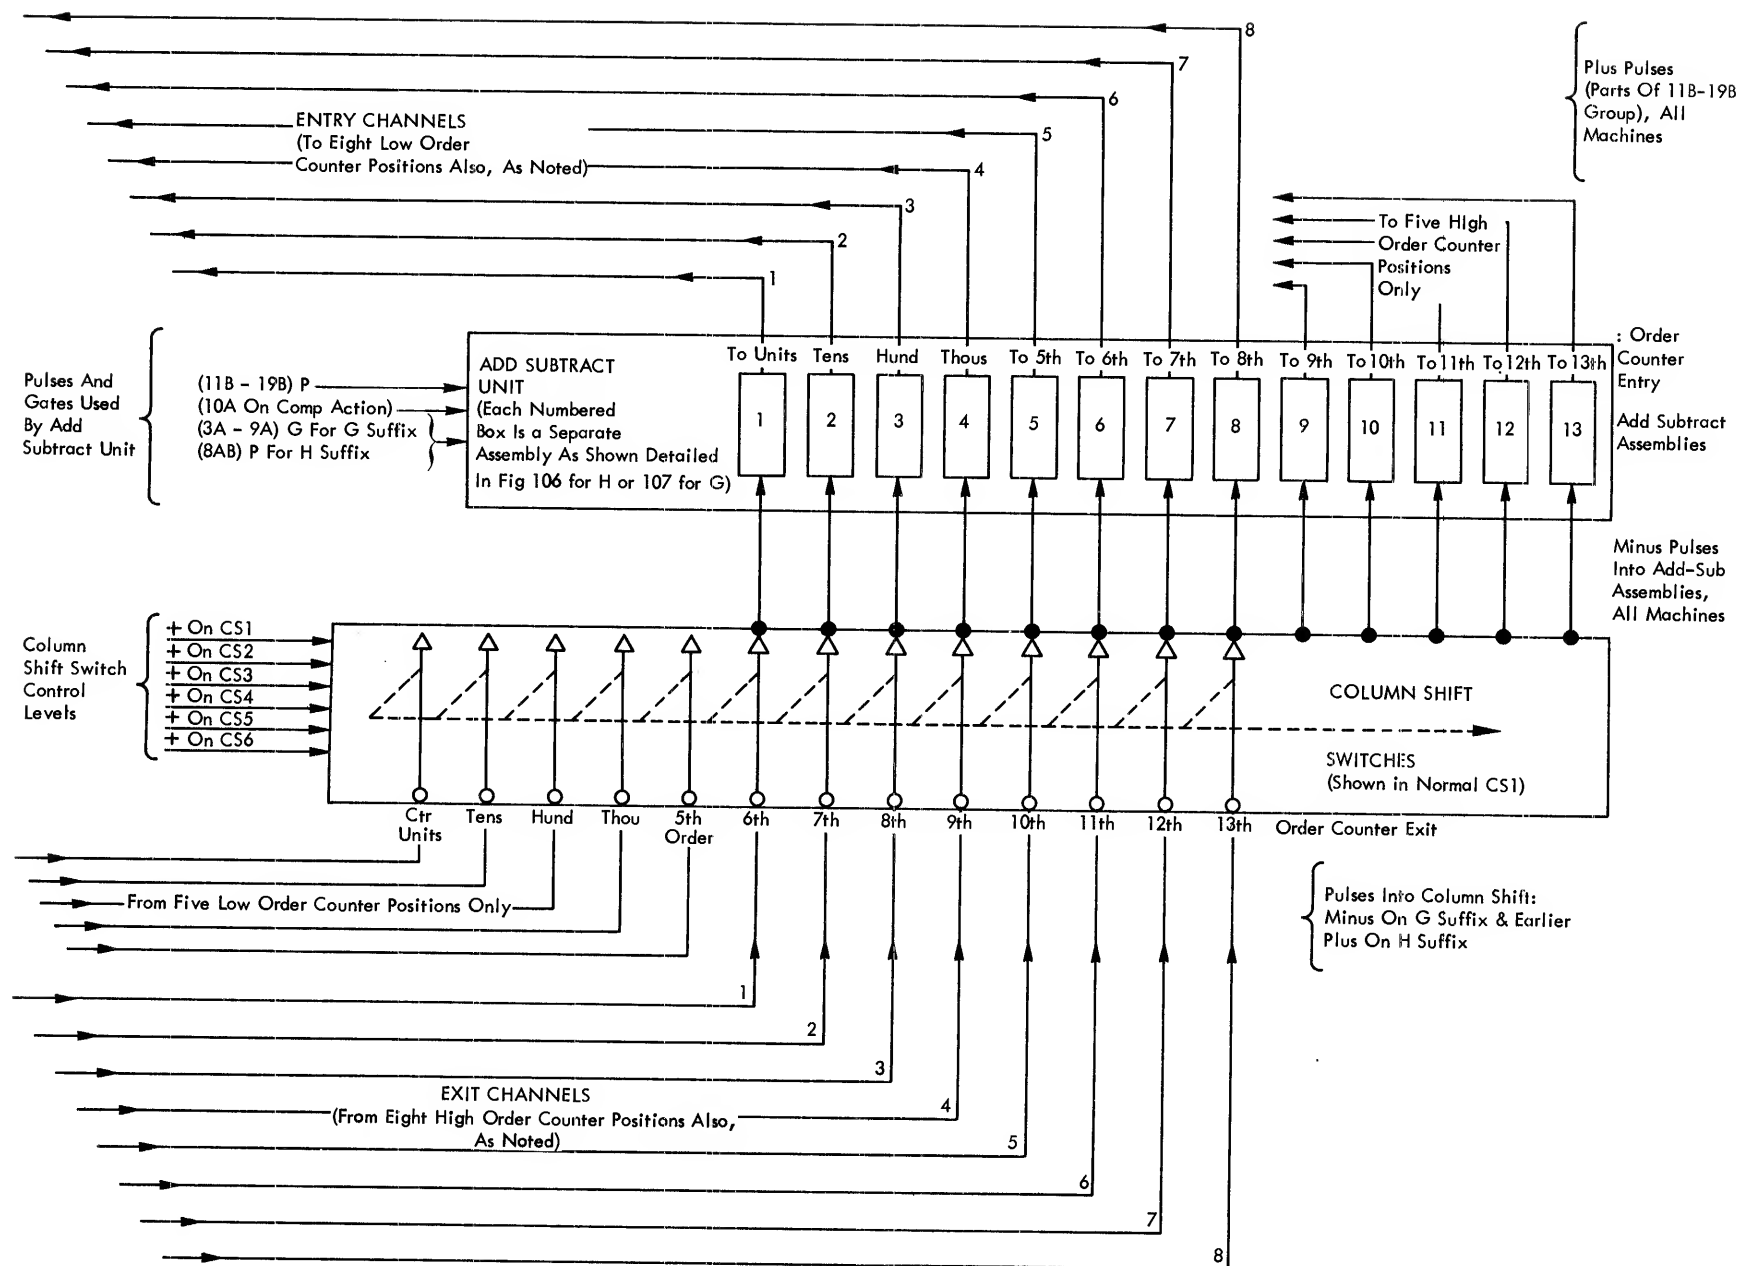 8
7
6
5
4
3
2
1
ENTRY CHANNELS
(To Eight Low Order
Counter Positions Also, As Noted)
Plus Pulses
(Parts Of 11B-19B
Group), All
Machines
To Five High
Order Counter
Positions
Only
Pulses And
Gates Used
By Add
Subtract Unit
(11B - 19B) P
(10A On Comp Action)
(3A - 9A) G For G Suffix
(8AB) P For H Suffix
ADD SUBTRACT
UNIT
(Each Numbered
Box Is a Separate
Assembly As Shown Detailed
In Fig 106 for H or 107 for G)
To Units Tens Hund Thous To 5th To 6th To 7th To 8th To 9th To 10th To 11th To 12th To 13th
: Order
Counter
Entry
1 2 3 4 5 6 7 8 9 10 11 12 13
Add Subtract
Assemblies
Minus Pulses
Into Add-Sub
Assemblies,
All Machines
Column
Shift Switch
Control
Levels
+ On CS1
+ On CS2
+ On CS3
+ On CS4
+ On CS5
+ On CS6
COLUMN SHIFT
SWITCHES
(Shown in Normal CS1)
Ctr
Units
Tens Hund Thou 5th
Order
6th 7th 8th 9th 10th 11th 12th 13th Order Counter Exit
From Five Low Order Counter Positions Only
Pulses Into Column Shift:
Minus On G Suffix & Earlier
Plus On H Suffix
1
2
3
EXIT CHANNELS
(From Eight High Order Counter Positions Also,
As Noted)
4
5
6
7
8